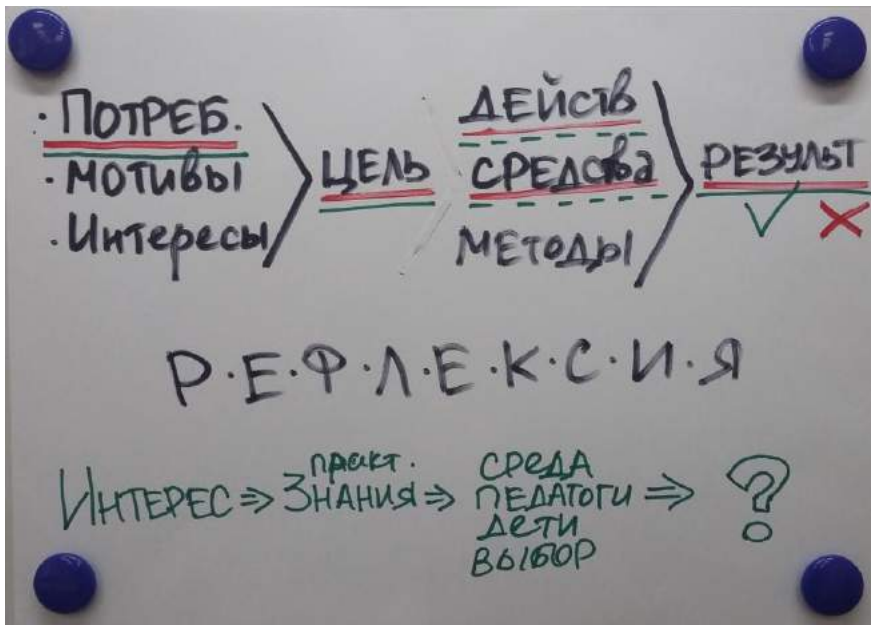 · ПОТРЕБ.
· МОТИВЫ
· Интересы
ЦЕЛЬ
ДЕЙСТВ
СРЕДСТВА
МЕТОДЫ
РЕЗУЛЬТ
Р·Е·Ф·Л·Е·К·С·И·Я
ИНТЕРЕС ⇒ практ. ЗНАНИЯ ⇒
СРЕДА
ПЕДАГОГИ
ДЕТИ
ВЫБОР
⇒ ?